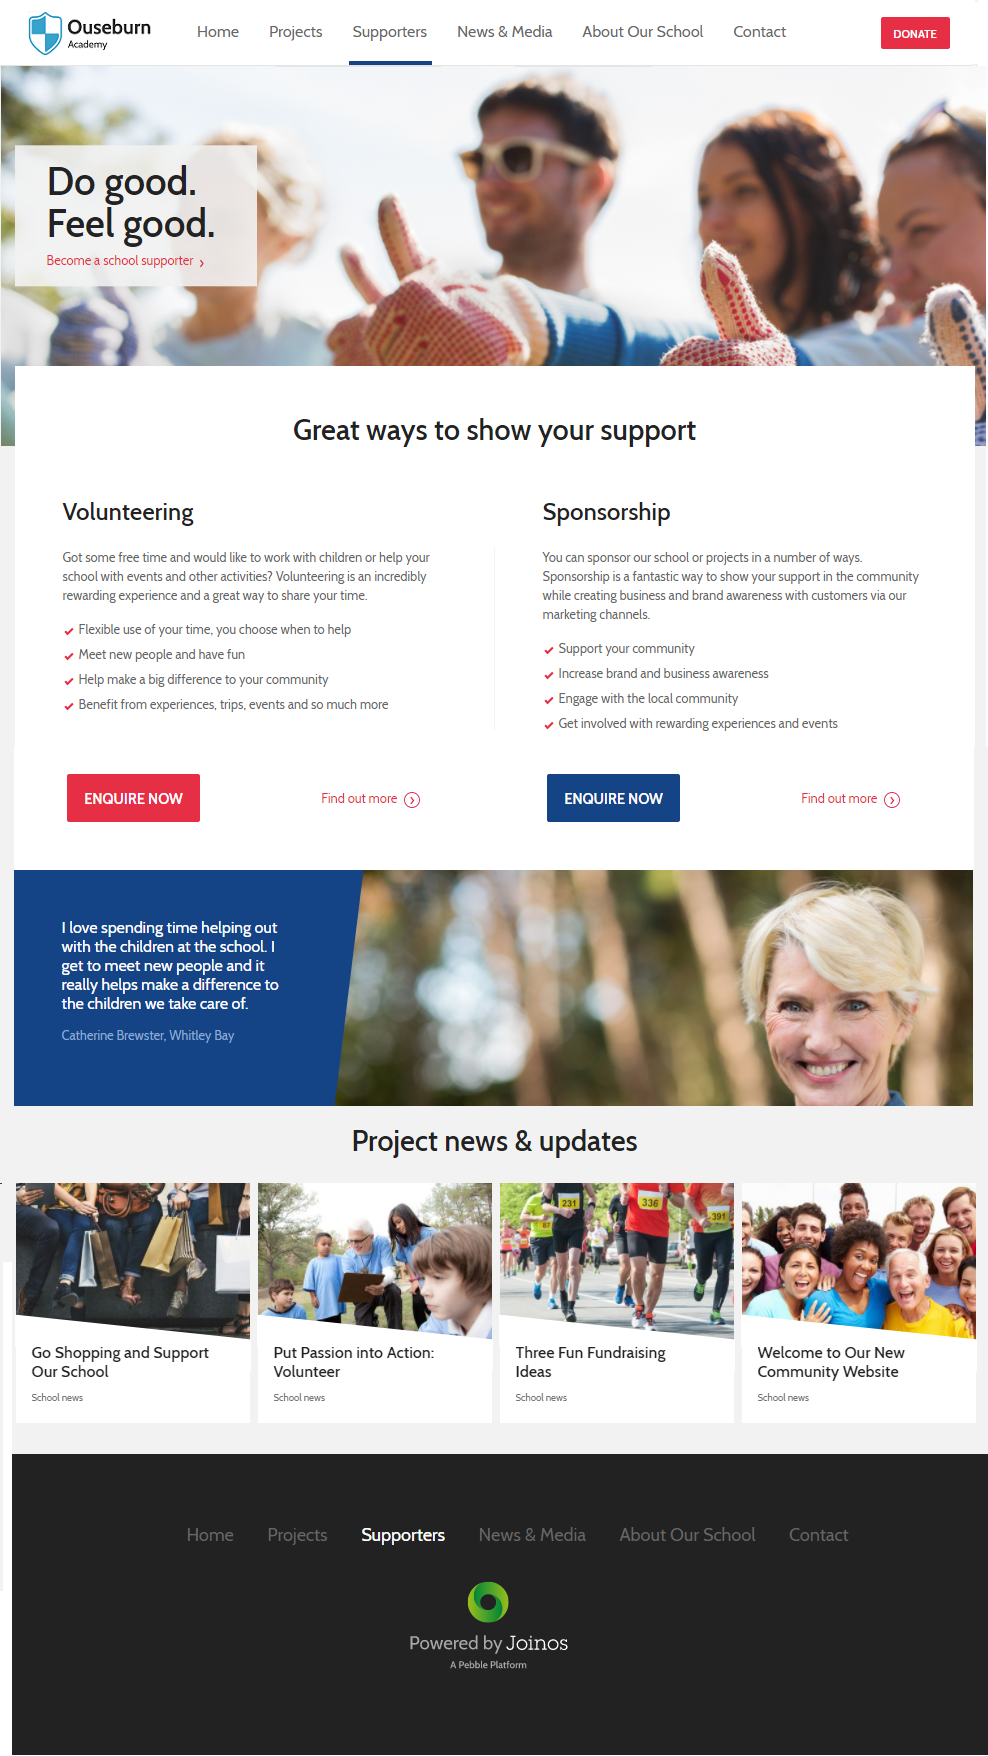 Ouseburn
Academy
Home Projects Supporters News & Media About Our School Contact
DONATE
Do good.
Feel good.
Become a school supporter
Great ways to show your support
Volunteering
Got some free time and would like to work with children or help your
school with events and other activities? Volunteering is an incredibly
rewarding experience and a great way to share your time.
Flexible use of your time, you choose when to help
Meet new people and have fun
Help make a big difference to your community
Benefit from experiences, trips, events and so much more
ENQUIRE NOW
Find out more
Sponsorship
You can sponsor our school or projects in a number of ways.
Sponsorship is a fantastic way to show your support in the community
while creating business and brand awareness with customers via our
marketing channels.
Support your community
Increase brand and business awareness
Engage with the local community
Get involved with rewarding experiences and events
ENQUIRE NOW
Find out more
I love spending time helping out
with the children at the school. I
get to meet new people and it
really helps make a difference to
the children we take care of.
Catherine Brewster, Whitley Bay
Project news & updates
Go Shopping and Support
Our School
School news
Put Passion into Action:
Volunteer
School news
87
231
336
391
Three Fun Fundraising
Ideas
School news
Welcome to Our New
Community Website
School news
Home Projects Supporters News & Media About Our School Contact
Powered by Joinos
A Pebble Platform